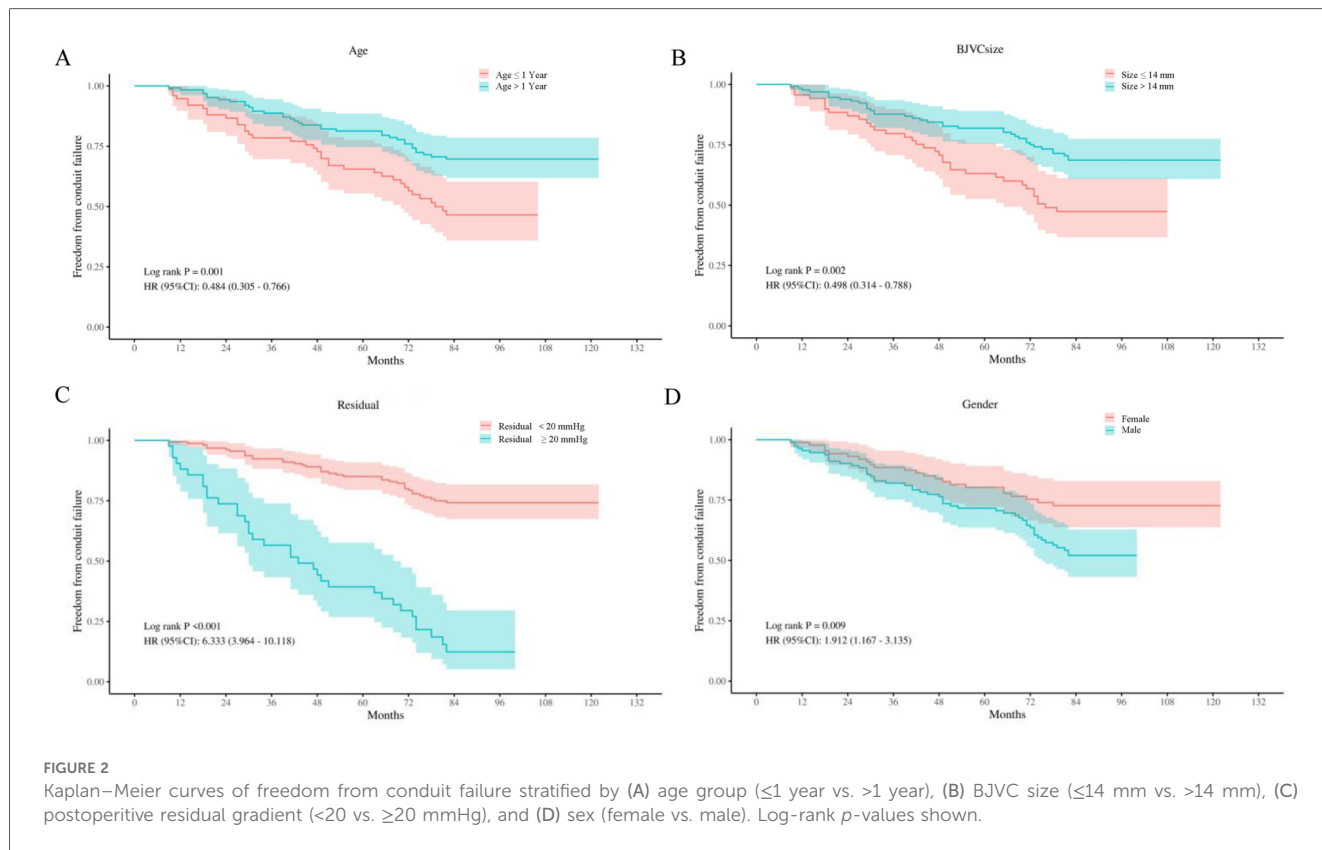 A
Age
Age ≤ 1 Year
Age > 1 Year
Freedom from conduit failure
1.00
0.75
0.50
0.25
0.00
Log rank P = 0.001
HR (95%CI): 0.484 (0.305 - 0.766)
0 12 24 36 48 60 72 84 96 108 120 132
Months
B
BJVCsize
Size ≤ 14 mm
Size > 14 mm
Freedom from conduit failure
1.00
0.75
0.50
0.25
0.00
Log rank P = 0.002
HR (95%CI): 0.498 (0.314 - 0.788)
0 12 24 36 48 60 72 84 96 108 120 132
Months
C
Residual
Residual < 20 mmHg
Residual ≥ 20 mmHg
Freedom from conduit failure
1.00
0.75
0.50
0.25
0.00
Log rank P <0.001
HR (95%CI): 6.333 (3.964 - 10.118)
0 12 24 36 48 60 72 84 96 108 120 132
Months
D
Gender
Female
Male
Freedom from conduit failure
1.00
0.75
0.50
0.25
0.00
Log rank P = 0.009
HR (95%CI): 1.912 (1.167 - 3.135)
0 12 24 36 48 60 72 84 96 108 120 132
Months
FIGURE 2
Kaplan–Meier curves of freedom from conduit failure stratified by (A) age group (≤1 year vs. >1 year), (B) BJVC size (≤14 mm vs. >14 mm), (C)
postoperitive residual gradient (<20 vs. ≥20 mmHg), and (D) sex (female vs. male). Log-rank p-values shown.